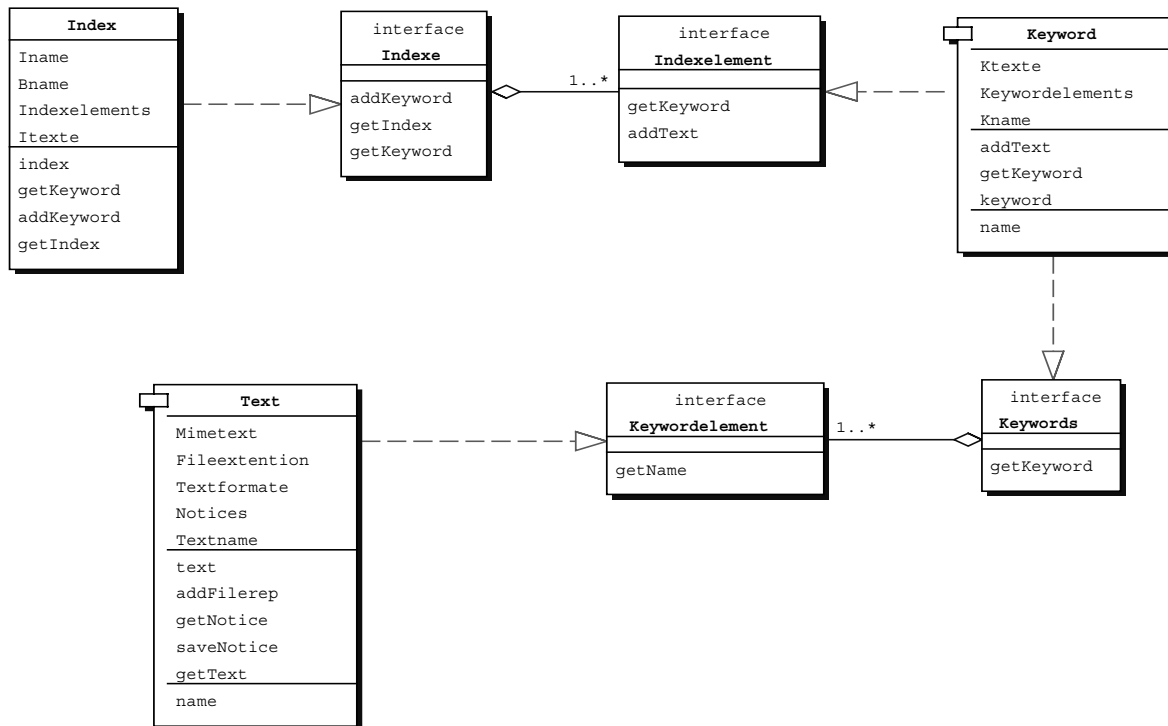 Index
Iname
Bname
Indexelements
Itexte
index
getKeyword
addKeyword
getIndex
interface
Indexe
addKeyword
getIndex
getKeyword
1..*
interface
Indexelement
getKeyword
addText
Keyword
Ktexte
Keywordelements
Kname
addText
getKeyword
keyword
name
Text
Mimetext
Fileextention
Textformate
Notices
Textname
text
addFilerep
getNotice
saveNotice
getText
name
interface
Keywordelement
getName
1..*
interface
Keywords
getKeyword